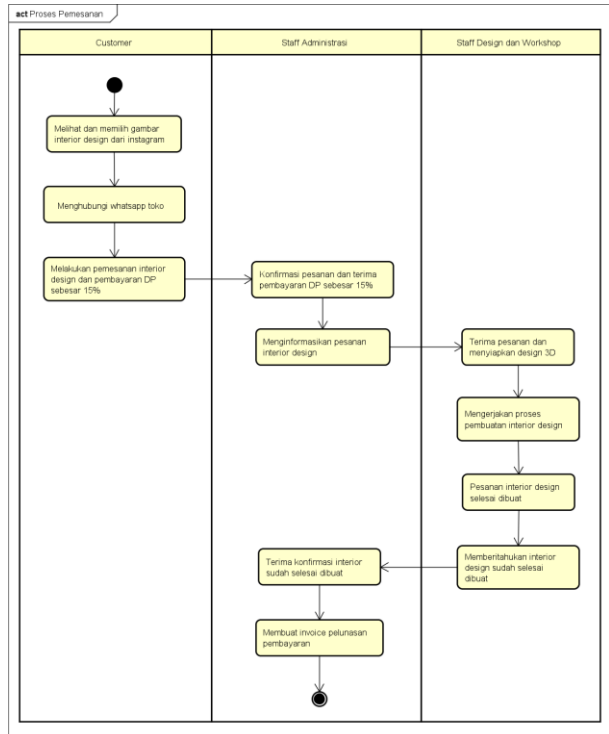 act Proses Pemesanan
Customer
Staff Administrasi
Staff Design dan Workshop
Melihat dan memilih gambar
interior design dari instagram
Menghubungi whatsapp toko
Melakukan pemesanan interior
design dan pembayaran DP
sebesar 15%
Konfirmasi pesanan dan terima
pembayaran DP sebesar 15%
Menginformasikan pesanan
interior design
Terima pesanan dan
menyiapkan design 3D
Mengerjakan proses
pembuatan interior design
Pesanan interior design
selesai dibuat
Memberitahukan interior
design sudah selesai
dibuat
Terima konfirmasi interior
sudah selesai dibuat
Membuat invoice pelunasan
pembayaran